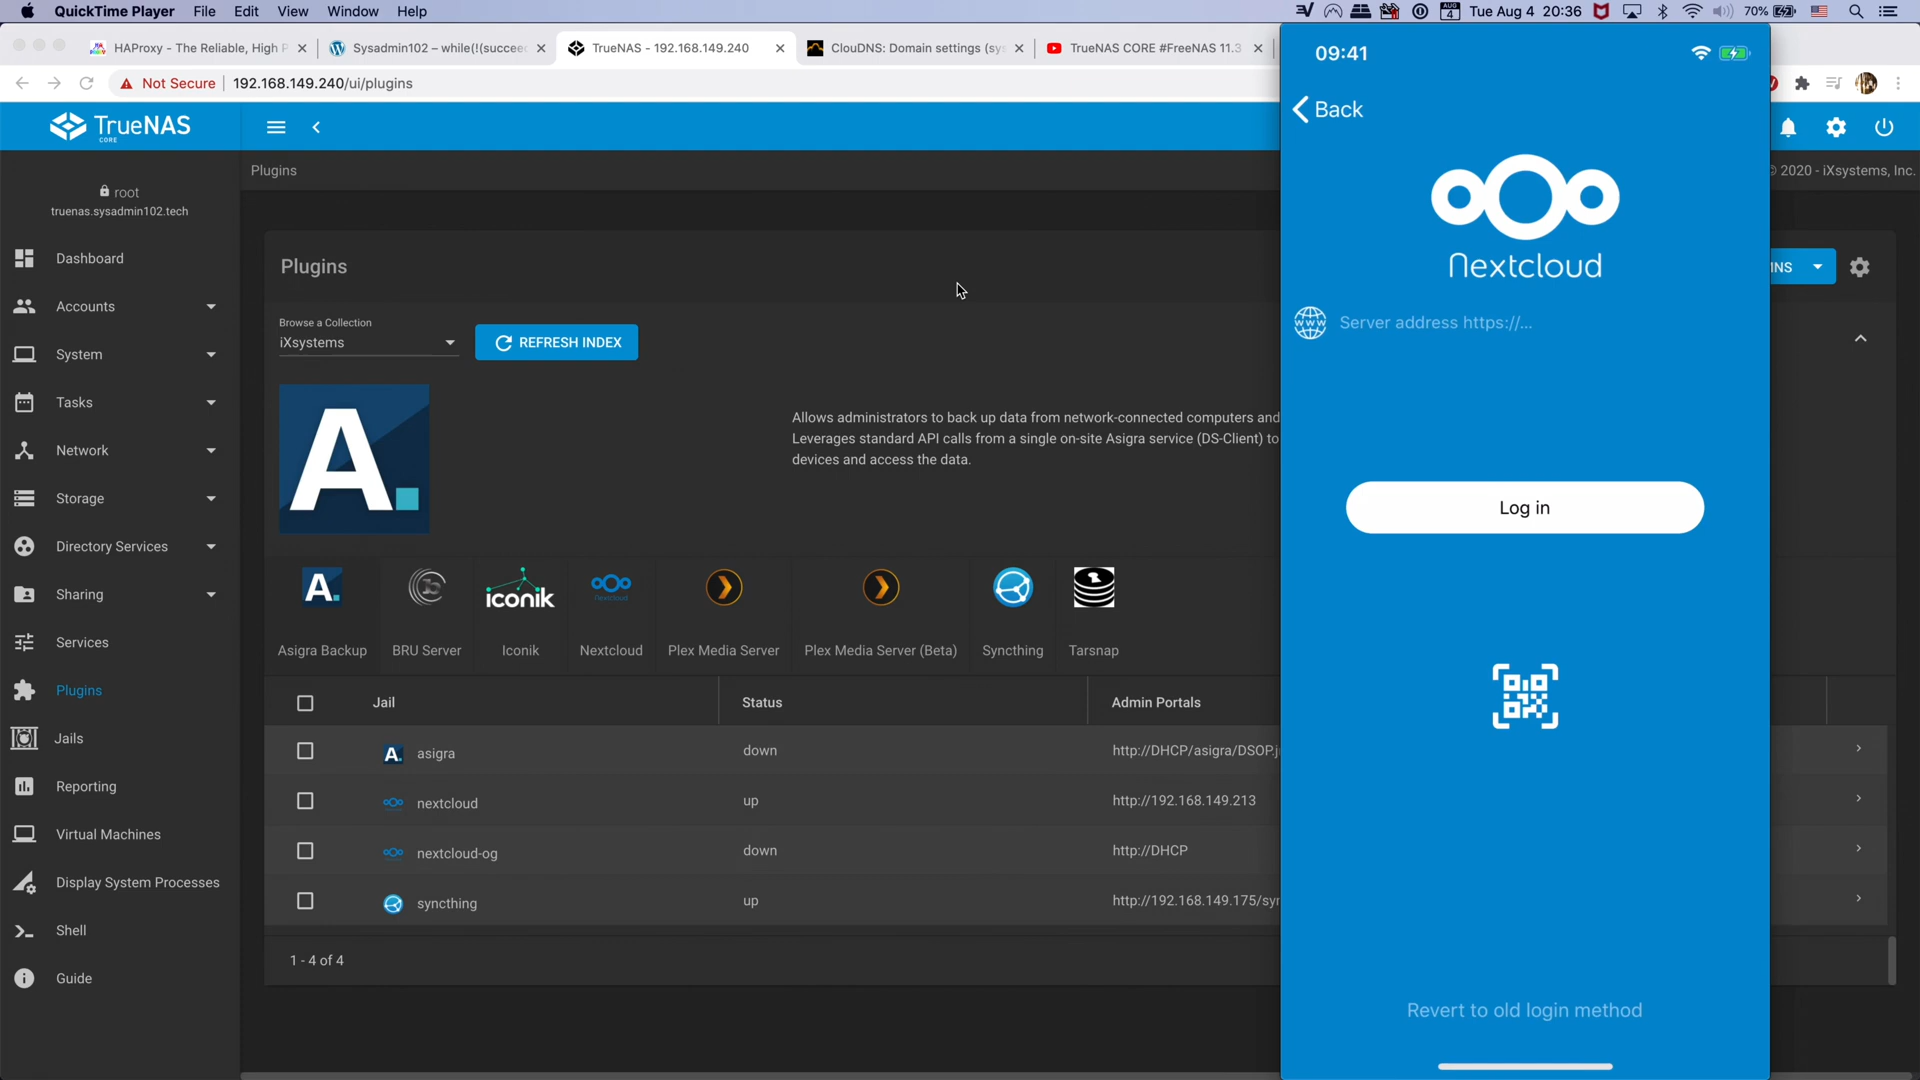 QuickTime Player File Edit View Window Help
AUG 4 Tue Aug 4 20:36 70%
HAProxy - The Reliable, High P
Sysadmin102 – while(!(succee
TrueNAS - 192.168.149.240
ClouDNS: Domain settings (sy
TrueNAS CORE #FreeNAS 11.3
Not Secure 192.168.149.240/ui/plugins
TrueNAS
CORE
root
truenas.sysadmin102.tech
Dashboard
Accounts
System
Tasks
Network
Storage
Directory Services
Sharing
Services
Plugins
Jails
Reporting
Virtual Machines
Display System Processes
Shell
Guide
Plugins
© 2020 - iXsystems, Inc.
Plugins
INS
Browse a Collection
iXsystems
REFRESH INDEX
A.
Allows administrators to back up data from network-connected computers and
Leverages standard API calls from a single on-site Asigra service (DS-Client) to
devices and access the data.
A.
iconik
Nextcloud
Asigra Backup BRU Server Iconik Nextcloud Plex Media Server Plex Media Server (Beta) Syncthing Tarsnap
Jail Status Admin Portals
A. asigra down http://DHCP/asigra/DSOP.j
nextcloud up http://192.168.149.213
nextcloud-og down http://DHCP
syncthing up http://192.168.149.175/syn
1 - 4 of 4
09:41
Back
Nextcloud
www Server address https://...
Log in
Revert to old login method